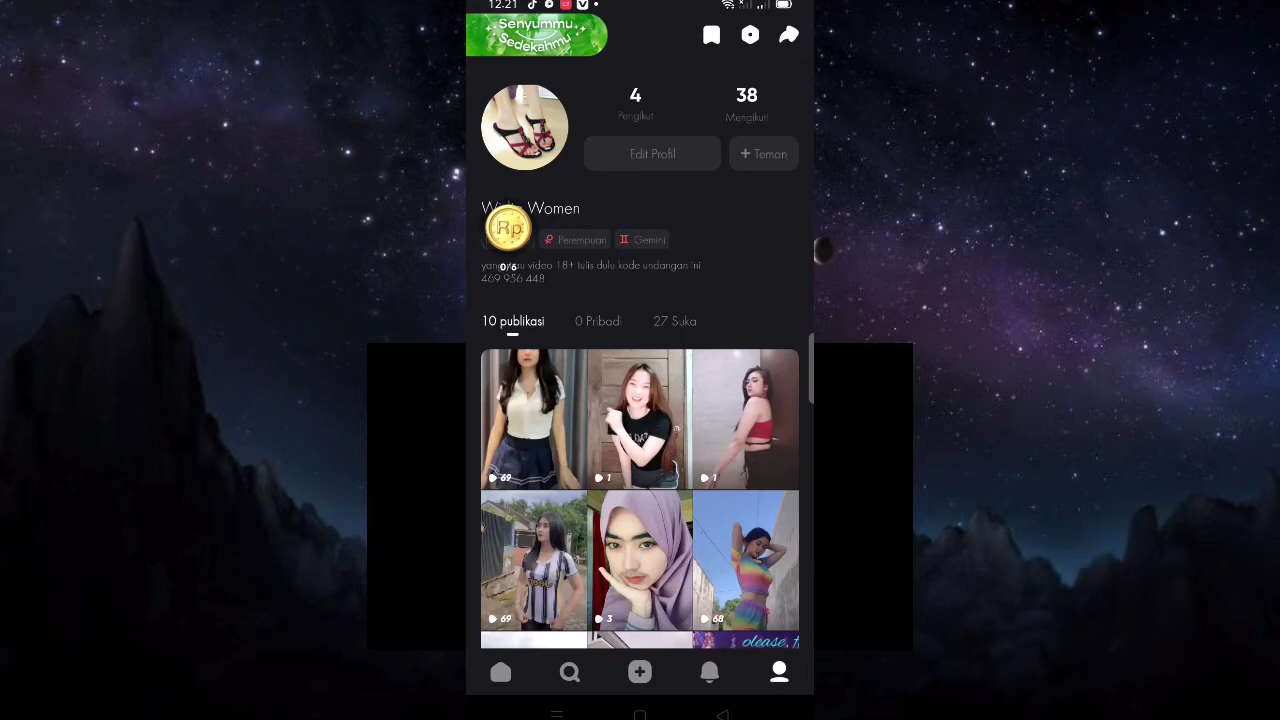 12.21
Senyummu
Sedekahmu
4
38
Pengikut
Mengikuti
Edit Profil
+ Teman
Women
Rp
Perempuan
Gemini
video 18+ tulis dulu kode undangan ini
0/6
469 956 448
10 publikasi
0 Pribadi
27 Suka
69
1
1
69
3
68
please,